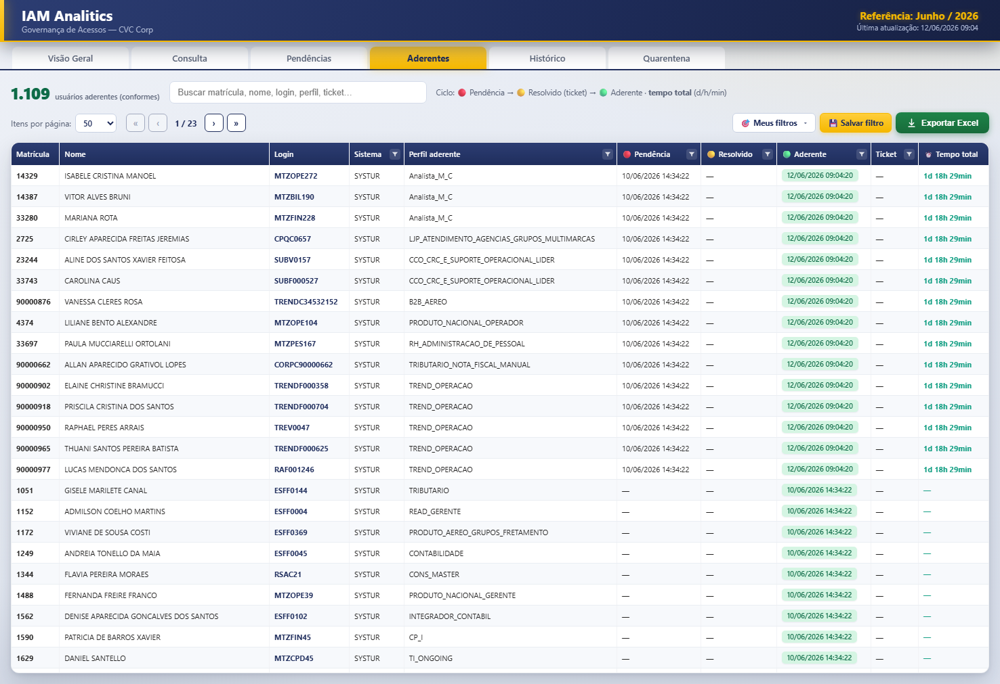 IAM Analitics
Governança de Acessos — CVC Corp
Referência: Junho / 2026
Última atualização: 12/06/2026 09:04
Visão Geral Consulta Pendências Aderentes Histórico Quarentena
1.109 usuários aderentes (conformes) Buscar matrícula, nome, login, perfil, ticket... Ciclo: Pendência → Resolvido (ticket) → Aderente · tempo total (d/h/min)
Itens por página: 50 « ‹ 1 / 23 › » Meus filtros - Salvar filtro Exportar Excel
Matrícula Nome Login Sistema Perfil aderente Pendência Resolvido Aderente Ticket Tempo total
14329 ISABELE CRISTINA MANOEL MTZOPE272 SYSTUR Analista_M_C 10/06/2026 14:34:22 — 12/06/2026 09:04:20 — 1d 18h 29min
14387 VITOR ALVES BRUNI MTZBIL190 SYSTUR Analista_M_C 10/06/2026 14:34:22 — 12/06/2026 09:04:20 — 1d 18h 29min
33280 MARIANA ROTA MTZFIN228 SYSTUR Analista_M_C 10/06/2026 14:34:22 — 12/06/2026 09:04:20 — 1d 18h 29min
2725 CIRLEY APARECIDA FREITAS JEREMIAS CPQC0657 SYSTUR LJP_ATENDIMENTO_AGENCIAS_GRUPOS_MULTIMARCAS 10/06/2026 14:34:22 — 12/06/2026 09:04:20 — 1d 18h 29min
23244 ALINE DOS SANTOS XAVIER FEITOSA SUBV0157 SYSTUR CCO_CRC_E_SUPORTE_OPERACIONAL_LIDER 10/06/2026 14:34:22 — 12/06/2026 09:04:20 — 1d 18h 29min
33743 CAROLINA CAUS SUBF000527 SYSTUR CCO_CRC_E_SUPORTE_OPERACIONAL_LIDER 10/06/2026 14:34:22 — 12/06/2026 09:04:20 — 1d 18h 29min
90000876 VANESSA CLERES ROSA TRENDC34532152 SYSTUR B2B_AEREO 10/06/2026 14:34:22 — 12/06/2026 09:04:20 — 1d 18h 29min
4374 LILIANE BENTO ALEXANDRE MTZOPE104 SYSTUR PRODUTO_NACIONAL_OPERADOR 10/06/2026 14:34:22 — 12/06/2026 09:04:20 — 1d 18h 29min
33697 PAULA MUCCIARELLI ORTOLANI MTZPES167 SYSTUR RH_ADMINISTRACAO_DE_PESSOAL 10/06/2026 14:34:22 — 12/06/2026 09:04:20 — 1d 18h 29min
90000662 ALLAN APARECIDO GRATIVOL LOPES CORPC90000662 SYSTUR TRIBUTARIO_NOTA_FISCAL_MANUAL 10/06/2026 14:34:22 — 12/06/2026 09:04:20 — 1d 18h 29min
90000902 ELAINE CHRISTINE BRAMUCCI TRENDF000358 SYSTUR TREND_OPERACAO 10/06/2026 14:34:22 — 12/06/2026 09:04:20 — 1d 18h 29min
90000918 PRISCILA CRISTINA DOS SANTOS TRENDF000704 SYSTUR TREND_OPERACAO 10/06/2026 14:34:22 — 12/06/2026 09:04:20 — 1d 18h 29min
90000950 RAPHAEL PERES ARRAIS TREV0047 SYSTUR TREND_OPERACAO 10/06/2026 14:34:22 — 12/06/2026 09:04:20 — 1d 18h 29min
90000965 THUANI SANTOS PEREIRA BATISTA TRENDF000625 SYSTUR TREND_OPERACAO 10/06/2026 14:34:22 — 12/06/2026 09:04:20 — 1d 18h 29min
90000977 LUCAS MENDONCA DOS SANTOS RAF001246 SYSTUR TREND_OPERACAO 10/06/2026 14:34:22 — 12/06/2026 09:04:20 — 1d 18h 29min
1051 GISELE MARILETE CANAL ESFF0144 SYSTUR TRIBUTARIO — — 10/06/2026 14:34:22 — —
1152 ADMILSON COELHO MARTINS ESFF0004 SYSTUR READ_GERENTE — — 10/06/2026 14:34:22 — —
1172 VIVIANE DE SOUSA COSTI ESFF0369 SYSTUR PRODUTO_AEREO_GRUPOS_FRETAMENTO — — 10/06/2026 14:34:22 — —
1249 ANDREIA TONELLO DA MAIA ESFF0045 SYSTUR CONTABILIDADE — — 10/06/2026 14:34:22 — —
1344 FLAVIA PEREIRA MORAES RSAC21 SYSTUR CONS_MASTER — — 10/06/2026 14:34:22 — —
1488 FERNANDA FREIRE FRANCO MTZOPE39 SYSTUR PRODUTO_NACIONAL_GERENTE — — 10/06/2026 14:34:22 — —
1562 DENISE APARECIDA GONCALVES DOS SANTOS ESFF0102 SYSTUR INTEGRADOR_CONTABIL — — 10/06/2026 14:34:22 — —
1590 PATRICIA DE BARROS XAVIER MTZFIN45 SYSTUR CP_I — — 10/06/2026 14:34:22 — —
1629 DANIEL SANTELLO MTZCPD45 SYSTUR TI_ONGOING — — 10/06/2026 14:34:22 — —